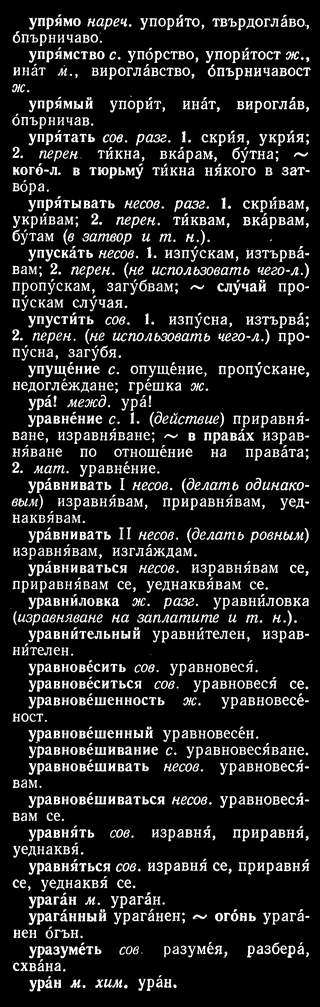 упря́мо нареч. упори́то, твърдогла́во,
о́пърничаво.
упря́мство с. упо́рство, упори́тост ж.,
ина́т м., вирогла́вство, о́пърничавост
ж.
упря́мый упори́т, ина́т, вирогла́в,
о́пърничав.
упря́тать сов. разг. 1. скри́я, укри́я;
2. перен. ти́кна, вка́рам, бу́тна; ~
кого́-л. в тюрьму́ ти́кна ня́кого в зат-
во́ра.
упря́тывать несов. разг. 1. скри́вам,
укри́вам; 2. перен. ти́квам, вка́рвам,
бу́там (в затвор и т. н.).
упуска́ть несов. 1. изпу́скам, изтърва́-
вам; 2. перен. (не использовать чего-л.)
пропу́скам, загу́бвам; ~ слу́чай про-
пу́скам слу́чая.
упусти́ть сов. 1. изпу́сна, изтърва́;
2. перен. (не использовать чего-л.) про-
пу́сна, загу́бя.
упуще́ние с. опуще́ние, пропу́скане,
недогле́ждане; гре́шка ж.
ура́! межд. ура́!
уравне́ние с. 1. (действие) приравня́-
ване, изравня́ване; ~ в права́х израв-
ня́ване по отноше́ние на права́та;
2. мат. уравне́ние.
ура́внивать I несов. (делать одинако-
вым) изравня́вам, приравня́вам, уед-
наквя́вам.
ура́внивать II несов. (делать ровным)
изравня́вам, изгла́ждам.
ура́вниваться несов. изравня́вам се,
приравня́вам се, уеднаквя́вам се.
уравни́ловка ж. разг. уравни́ловка
(изравняване на заплатите и т. н.).
уравни́тельный уравни́телен, израв-
ни́телен.
уравнове́сить сов. уравновеся́.
уравнове́ситься сов. уравновеся́ се.
уравнове́шенность ж. уравновесе́-
ност.
уравнове́шенный уравновесе́н.
уравнове́шивание с. уравновеся́ване.
уравнове́шивать несов. уравновеся́-
вам.
уравнове́шиваться несов. уравновеся́-
вам се.
уравня́ть сов. изравня́, приравня́,
уеднаквя́.
уравня́ться сов. изравня́ се, приравня́
се, уеднаквя́ се.
урага́н м. урага́н.
урага́нный урага́нен; ~ ого́нь урага́-
нен о́гън.
уразуме́ть сов. разуме́я, разбера́,
схва́на.
ура́н м. хим. ура́н.